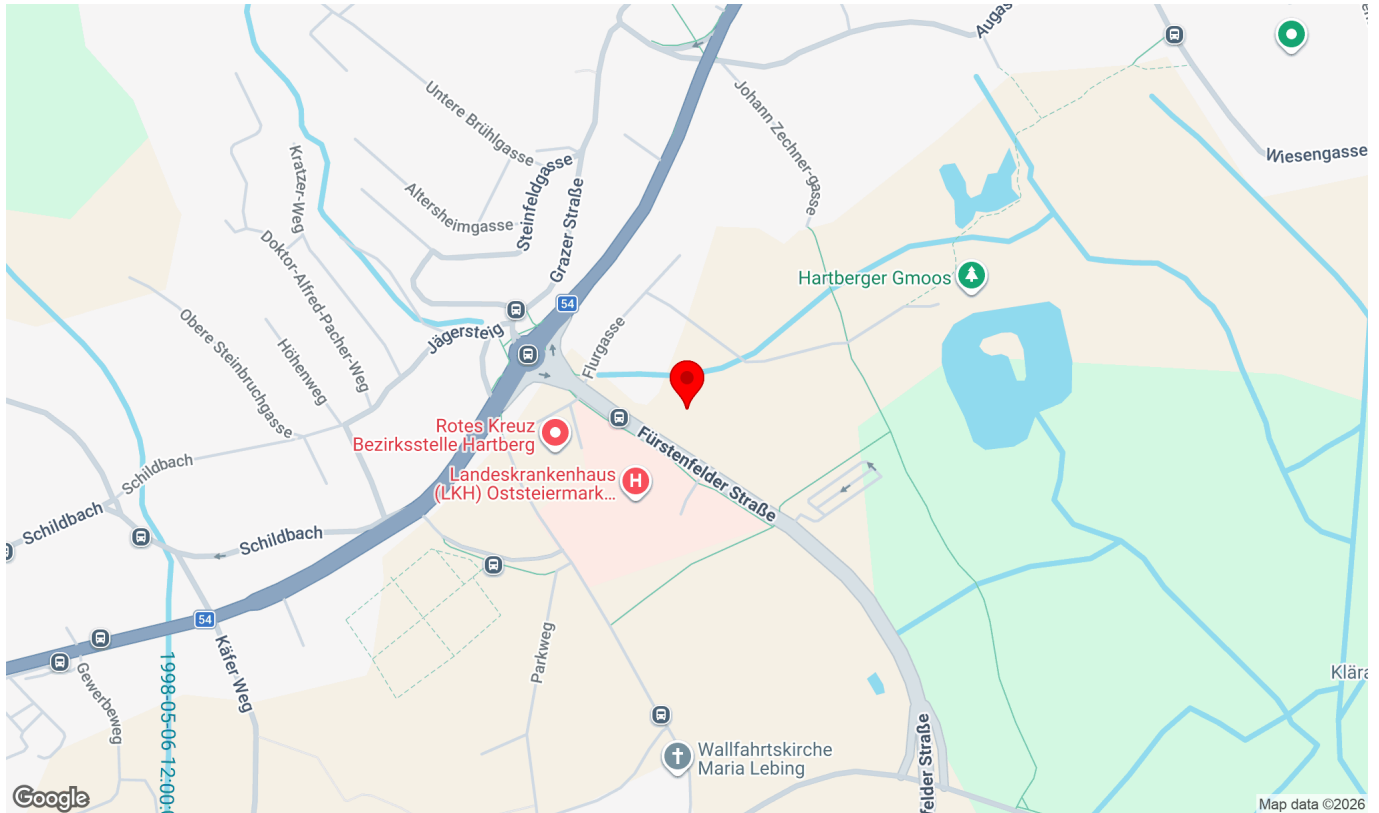 Augas
Untere Brühlgasse
Johann-Zechner-gasse
Wiesengasse
Kratzer-Weg
Steinfeldgasse
Altersheimgasse
Grazer Straße
Doktor-Alfred-Pacher-Weg
Hartberger Gmoos
54
Obere Steinbruchgasse
Jägersteig
Flurgasse
Höhenweg
Rotes Kreuz
Bezirksstelle Hartberg
Fürstenfelder Straße
Landeskrankenhaus
(LKH) Oststeiermark...
H
Schildbach
Schildbach
Schildbach
54
Käfer Weg
Parkweg
Gewerbeweg
1998-05-06 12:00:0
Klära
Wallfahrtskirche
Maria Lebing
felder Straße
Google
Map data ©2026